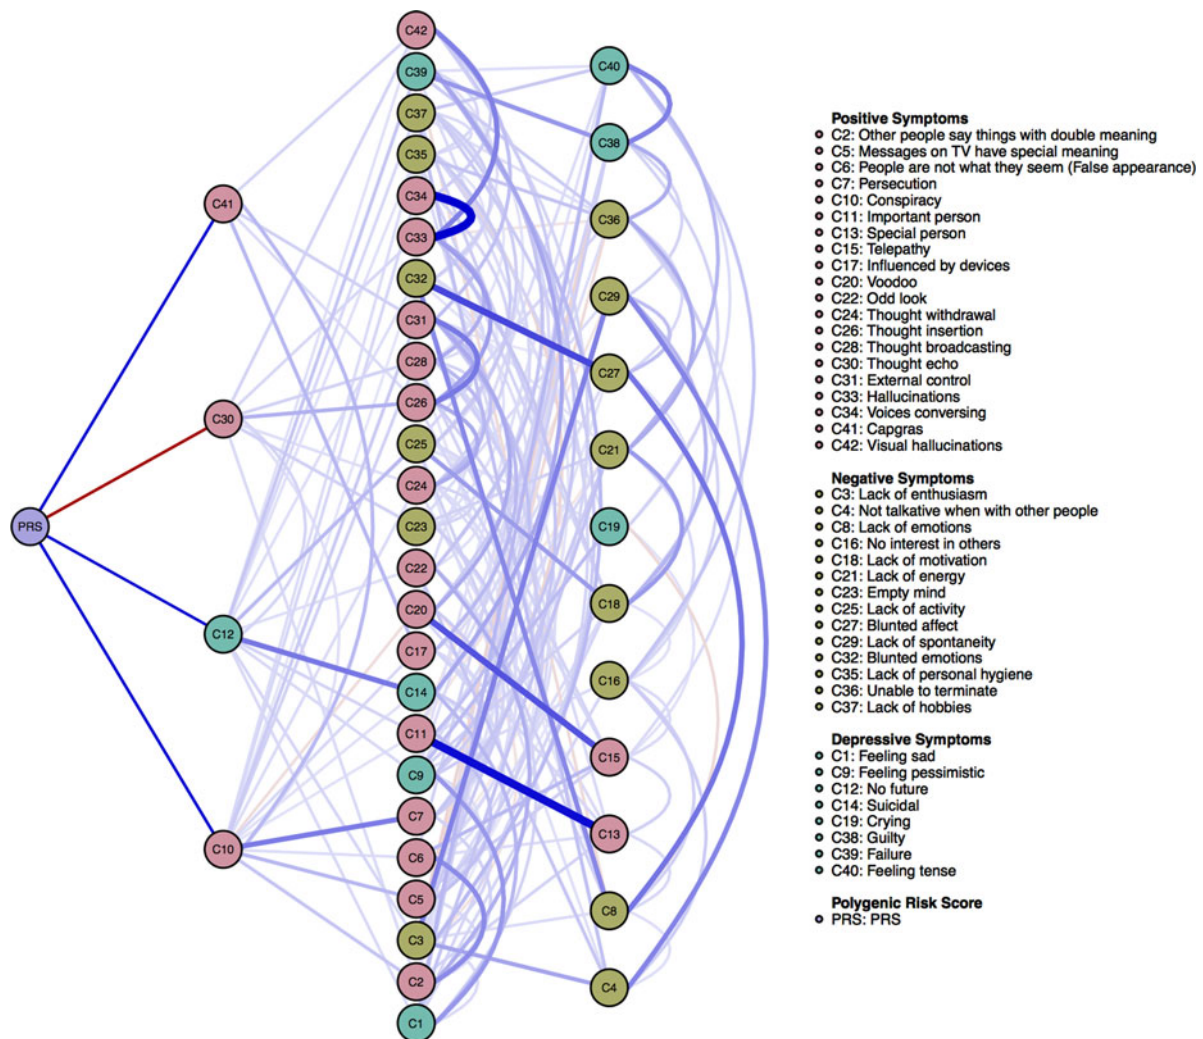 C42
C39
C37
C35
C34
C33
C32
C31
C28
C26
C25
C24
C23
C22
C20
C17
C14
C11
C9
C7
C6
C5
C3
C2
C1
C40
C38
C36
C29
C27
C21
C19
C18
C16
C15
C13
C8
C4
C41
C30
C12
C10
PRS
Positive Symptoms
C2: Other people say things with double meaning
C5: Messages on TV have special meaning
C6: People are not what they seem (False appearance)
C7: Persecution
C10: Conspiracy
C11: Important person
C13: Special person
C15: Telepathy
C17: Influenced by devices
C20: Voodoo
C22: Odd look
C24: Thought withdrawal
C26: Thought insertion
C28: Thought broadcasting
C30: Thought echo
C31: External control
C33: Hallucinations
C34: Voices conversing
C41: Capgras
C42: Visual hallucinations
Negative Symptoms
C3: Lack of enthusiasm
C4: Not talkative when with other people
C8: Lack of emotions
C16: No interest in others
C18: Lack of motivation
C21: Lack of energy
C23: Empty mind
C25: Lack of activity
C27: Blunted affect
C29: Lack of spontaneity
C32: Blunted emotions
C35: Lack of personal hygiene
C36: Unable to terminate
C37: Lack of hobbies
Depressive Symptoms
C1: Feeling sad
C9: Feeling pessimistic
C12: No future
C14: Suicidal
C19: Crying
C38: Guilty
C39: Failure
C40: Feeling tense
Polygenic Risk Score
PRS: PRS